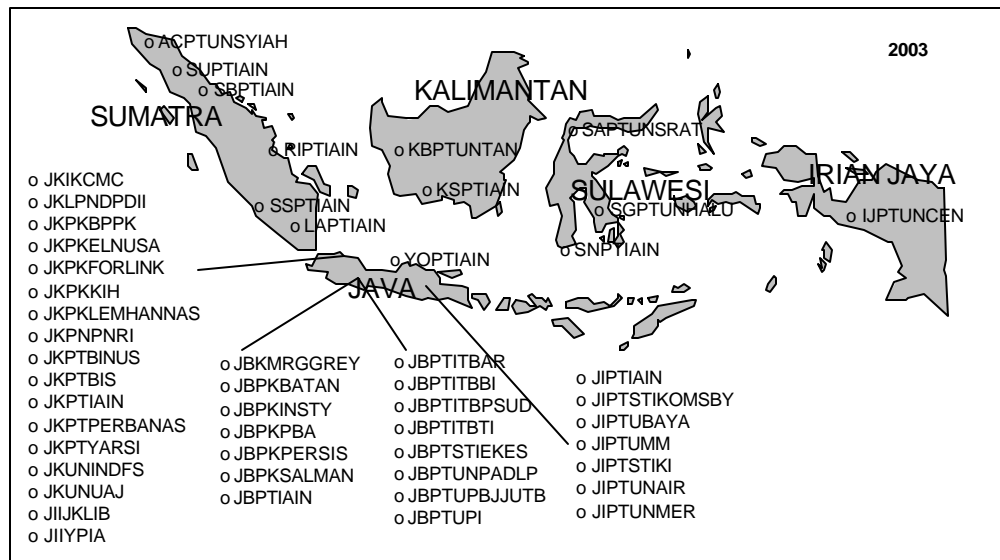 2003
o ACPTUNSYIAH
o SUPTIAIN
o SBPTIAIN
SUMATRA
o RIPTIAIN
o SSPTIAIN
o LAPTIAIN
KALIMANTAN
o KBPTUNTAN
o KSPTIAIN
o SAPTUNSRAT
SULAWESI
o SGPTUNHALU
o SNPYIAIN
IRIAN JAYA
o IJPTUNCEN
o YOPTIAIN
JAVA
o JKIKCMC
o JKLPNDPDII
o JKPKBPPK
o JKPKELNUSA
o JKPKFORLINK
o JKPKKIH
o JKPKLEMHANNAS
o JKPNPNRI
o JKPTBINUS
o JKPTBIS
o JKPTIAIN
o JKPTPERBANAS
o JKPTYARSI
o JKUNINDFS
o JKUNUAJ
o JIIJKLIB
o JIIYPIA
o JBKMRGGREY
o JBPKBATAN
o JBPKINSTY
o JBPKPBA
o JBPKPERSIS
o JBPKSALMAN
o JBPTIAIN
o JBPTITBAR
o JBPTITBBI
o JBPTITBPSUD
o JBPTITBTI
o JBPTSTIEKES
o JBPTUNPADLP
o JBPTUPBJJUTB
o JBPTUPI
o JIPTIAIN
o JIPTSTIKOMSBY
o JIPTUBAYA
o JIPTUMM
o JIPTSTIKI
o JIPTUNAIR
o JIPTUNMER